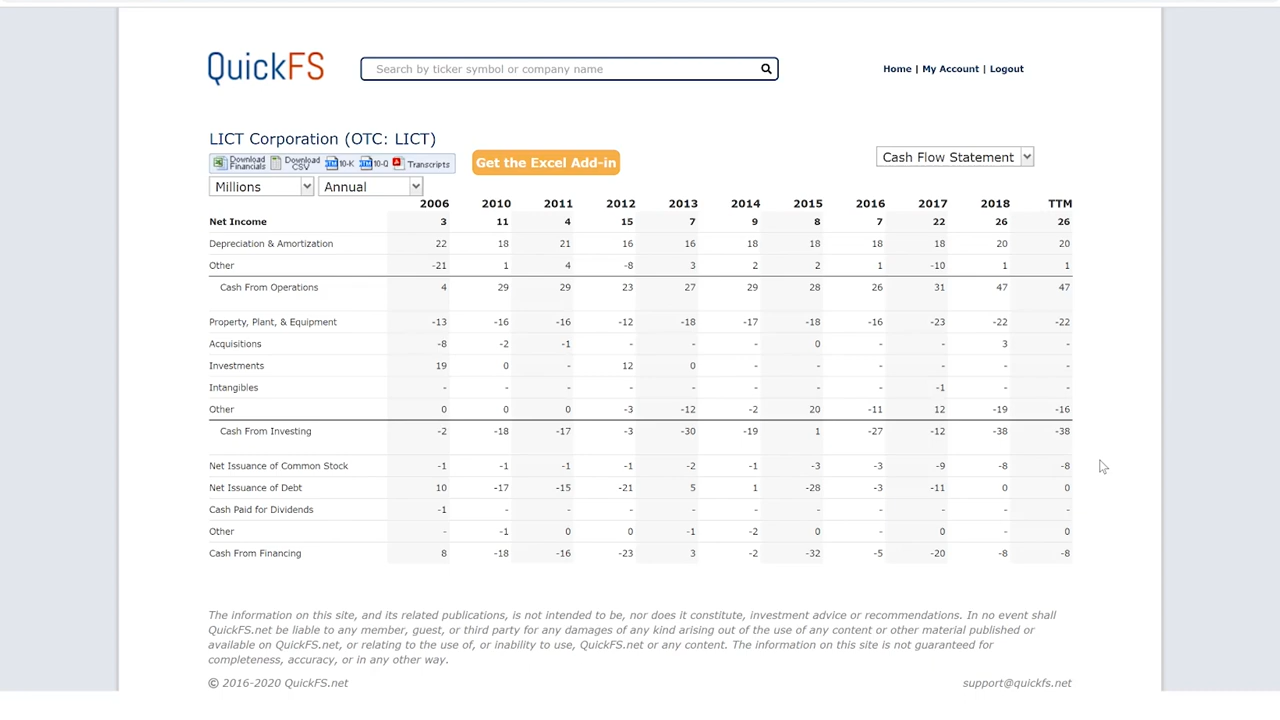 QuickFS
Search by ticker symbol or company name
Home | My Account | Logout
LICT Corporation (OTC: LICT)
Download Financials Download CSV 10-K 10-Q Transcripts
Get the Excel Add-in
Cash Flow Statement
Millions Annual
2006 2010 2011 2012 2013 2014 2015 2016 2017 2018 TTM
Net Income 3 11 4 15 7 9 8 7 22 26 26
Depreciation & Amortization 22 18 21 16 16 18 18 18 18 20 20
Other -21 1 4 -8 3 2 2 1 -10 1 1
Cash From Operations 4 29 29 23 27 29 28 26 31 47 47
Property, Plant, & Equipment -13 -16 -16 -12 -18 -17 -18 -16 -23 -22 -22
Acquisitions -8 -2 -1 - - - 0 - - 3 -
Investments 19 0 - 12 0 - - - - - -
Intangibles - - - - - - - - -1 - -
Other 0 0 0 -3 -12 -2 20 -11 12 -19 -16
Cash From Investing -2 -18 -17 -3 -30 -19 1 -27 -12 -38 -38
Net Issuance of Common Stock -1 -1 -1 -1 -2 -1 -3 -3 -9 -8 -8
Net Issuance of Debt 10 -17 -15 -21 5 1 -28 -3 -11 0 0
Cash Paid for Dividends -1 - - - - - - - - - -
Other - -1 0 0 -1 -2 0 - 0 - 0
Cash From Financing 8 -18 -16 -23 3 -2 -32 -5 -20 -8 -8
The information on this site, and its related publications, is not intended to be, nor does it constitute, investment advice or recommendations. In no event shall
QuickFS.net be liable to any member, guest, or third party for any damages of any kind arising out of the use of any content or other material published or
available on QuickFS.net, or relating to the use of, or inability to use, QuickFS.net or any content. The information on this site is not guaranteed for
completeness, accuracy, or in any other way.
© 2016-2020 QuickFS.net support@quickfs.net